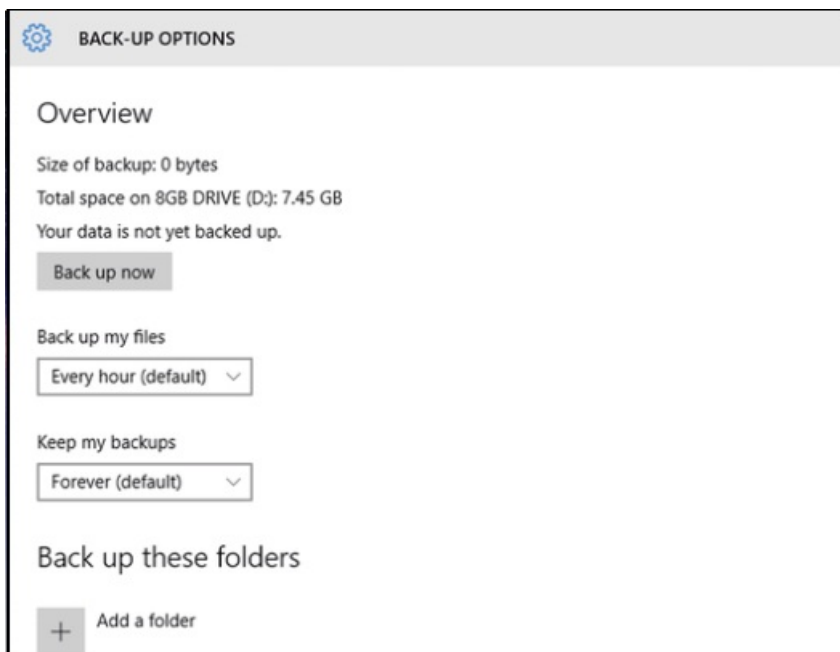 BACK-UP OPTIONS
Overview
Size of backup: 0 bytes
Total space on 8GB DRIVE (D:): 7.45 GB
Your data is not yet backed up.
Back up now
Back up my files
Every hour (default)
Keep my backups
Forever (default)
Back up these folders
Add a folder